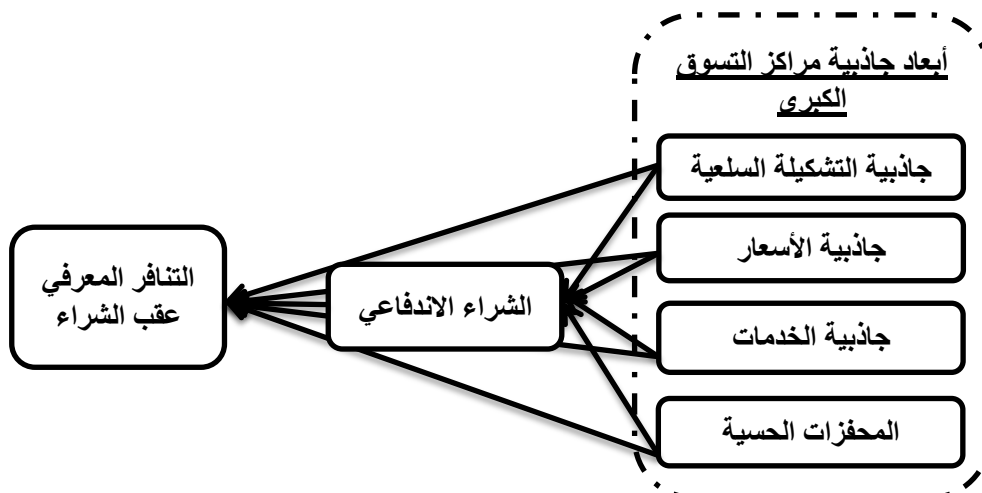 أبعاد جاذبية مراكز التسوق
الكبرى
جاذبية التشكيلة السلعية
جاذبية الأسعار
جاذبية الخدمات
المحفزات الحسية
الشراء الاندفاعي
التنافر المعرفي
عقب الشراء